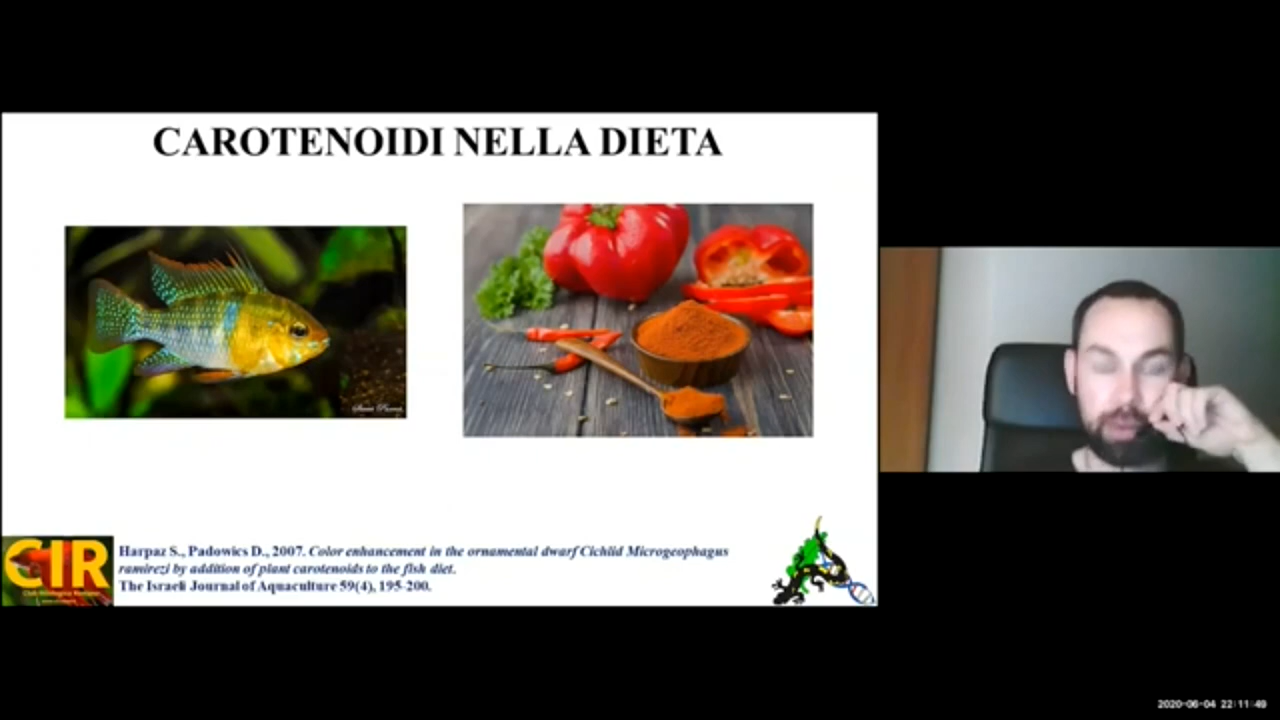 CAROTENOIDI NELLA DIETA
CIR
Harpaz S., Padowics D., 2007. Color enhancement in the ornamental dwarf Cichlid Microgeophagus
ramirezi by addition of plant carotenoids to the fish diet.
The Israeli Journal of Aquaculture 59(4), 195-200.
2020-06-04 22:11:49